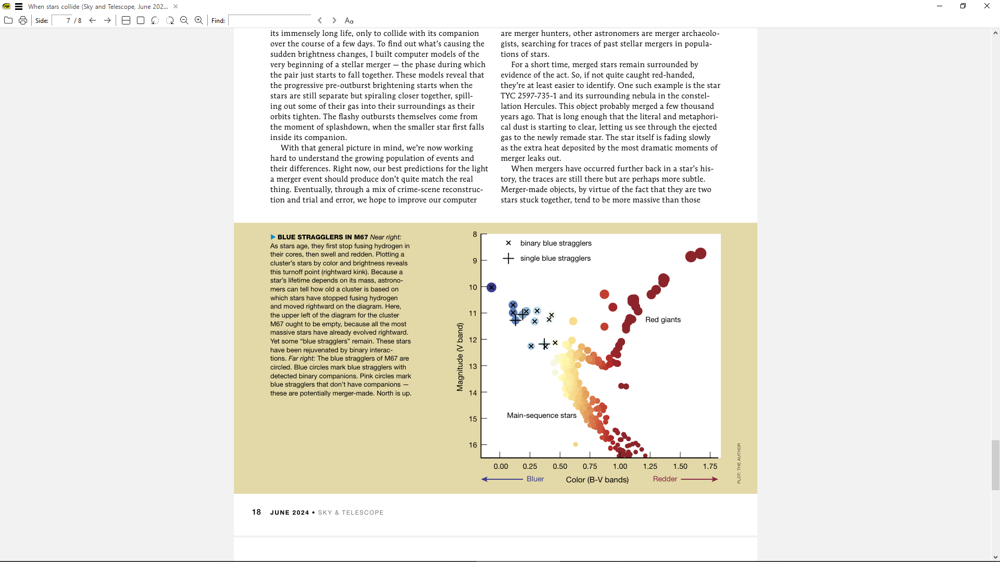 When stars collide (Sky and Telescope, June 202...
Side: 7 / 8 Find: Aa
its immensely long life, only to collide with its companion
over the course of a few days. To find out what's causing the
sudden brightness changes, I built computer models of the
very beginning of a stellar merger — the phase during which
the pair just starts to fall together. These models reveal that
the progressive pre-outburst brightening starts when the
stars are still separate but spiraling closer together, spill-
ing out some of their gas into their surroundings as their
orbits tighten. The flashy outbursts themselves come from
the moment of splashdown, when the smaller star first falls
inside its companion.
With that general picture in mind, we're now working
hard to understand the growing population of events and
their differences. Right now, our best predictions for the light
a merger event should produce don't quite match the real
thing. Eventually, through a mix of crime-scene reconstruc-
tion and trial and error, we hope to improve our computer
are merger hunters, other astronomers are merger archaeolo-
gists, searching for traces of past stellar mergers in popula-
tions of stars.
For a short time, merged stars remain surrounded by
evidence of the act. So, if not quite caught red-handed,
they're at least easier to identify. One such example is the star
TYC 2597-735-1 and its surrounding nebula in the constel-
lation Hercules. This object probably merged a few thousand
years ago. That is long enough that the literal and metaphori-
cal dust is starting to clear, letting us see through the ejected
gas to the newly remade star. The star itself is fading slowly
as the extra heat deposited by the most dramatic moments of
merger leaks out.
When mergers have occurred further back in a star's his-
tory, the traces are still there but are perhaps more subtle.
Merger-made objects, by virtue of the fact that they are two
stars stuck together, tend to be more massive than those
BLUE STRAGGLERS IN M67 Near right:
As stars age, they first stop fusing hydrogen in
their cores, then swell and redden. Plotting a
cluster's stars by color and brightness reveals
this turnoff point (rightward kink). Because a
star's lifetime depends on its mass, astrono-
mers can tell how old a cluster is based on
which stars have stopped fusing hydrogen
and moved rightward on the diagram. Here,
the upper left of the diagram for the cluster
M67 ought to be empty, because all the most
massive stars have already evolved rightward.
Yet some “blue stragglers” remain. These stars
have been rejuvenated by binary interac-
tions. Far right: The blue stragglers of M67 are
circled. Blue circles mark blue stragglers with
detected binary companions. Pink circles mark
blue stragglers that don't have companions —
these are potentially merger-made. North is up.
binary blue stragglers
single blue stragglers
Red giants
Main-sequence stars
Magnitude (V band)
8
9
10
11
12
13
14
15
16
0.00 0.25 0.50 0.75 1.00 1.25 1.50 1.75
Bluer Color (B-V bands) Redder
PLOT: THE AUTHOR
18 JUNE 2024 • SKY & TELESCOPE